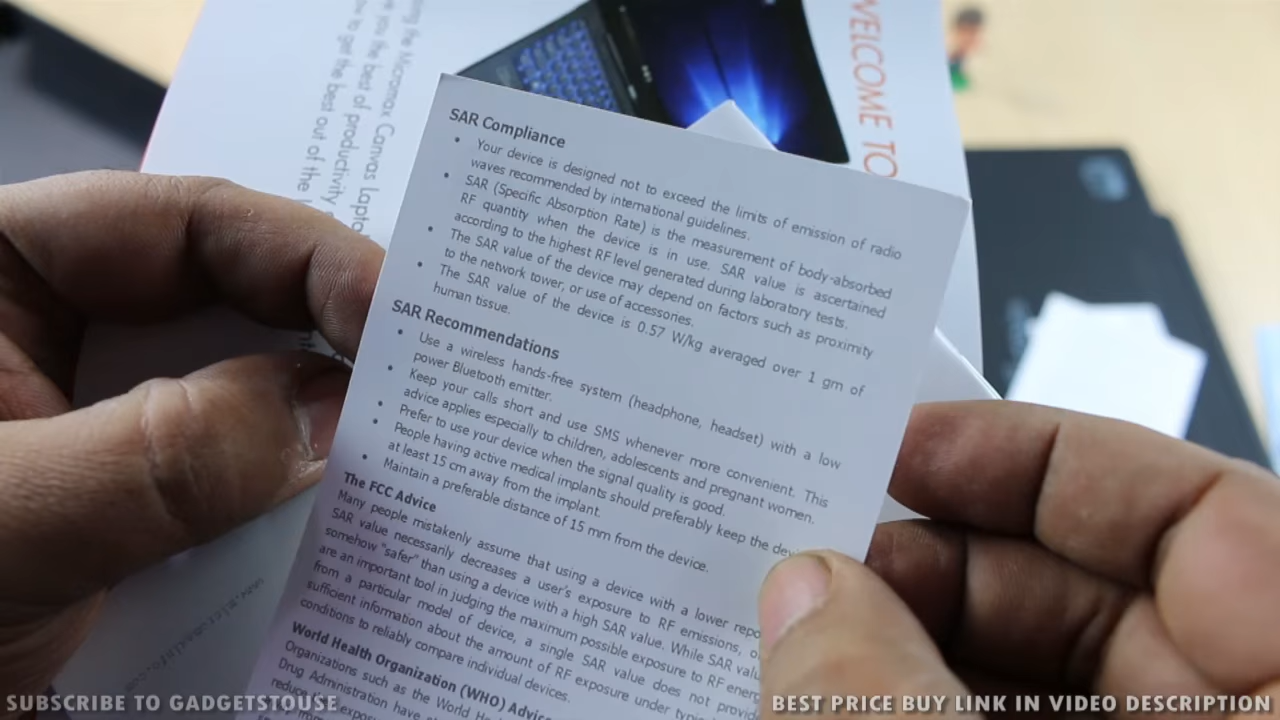 WELCOME TO
the Micromax Canvas Lapta
you the best of productivity
to get the best out of the
SAR Compliance
• Your device is designed not to exceed the limits of emission of radio
waves recommended by international guidelines.
• SAR (Specific Absorption Rate) is the measurement of body-absorbed
RF quantity when the device is in use. SAR value is ascertained
according to the highest RF level generated during laboratory tests.
• The SAR value of the device may depend on factors such as proximity
to the network tower, or use of accessories.
• The SAR value of the device is 0.57 W/kg averaged over 1 gm of
human tissue.
SAR Recommendations
• Use a wireless hands-free system (headphone, headset) with a low
power Bluetooth emitter.
• Keep your calls short and use SMS whenever more convenient. This
advice applies especially to children, adolescents and pregnant women.
• Prefer to use your device when the signal quality is good.
• People having active medical implants should preferably keep the devi
at least 15 cm away from the implant.
• Maintain a preferable distance of 15 mm from the device.
The FCC Advice
Many people mistakenly assume that using a device with a lower repo
SAR value necessarily decreases a user's exposure to RF emissions, o
somehow "safer" than using a device with a high SAR value. While SAR valu
are an important tool in judging the maximum possible exposure to RF energ
from a particular model of device, a single SAR value does not provid
sufficient information about the amount of RF exposure under typi
conditions to reliably compare individual devices.
World Health Organization (WHO) Advice
Organizations such as the World He
Drug Administration have
reduce expo
SUBSCRIBE TO GADGETSTOUSE
BEST PRICE BUY LINK IN VIDEO DESCRIPTION